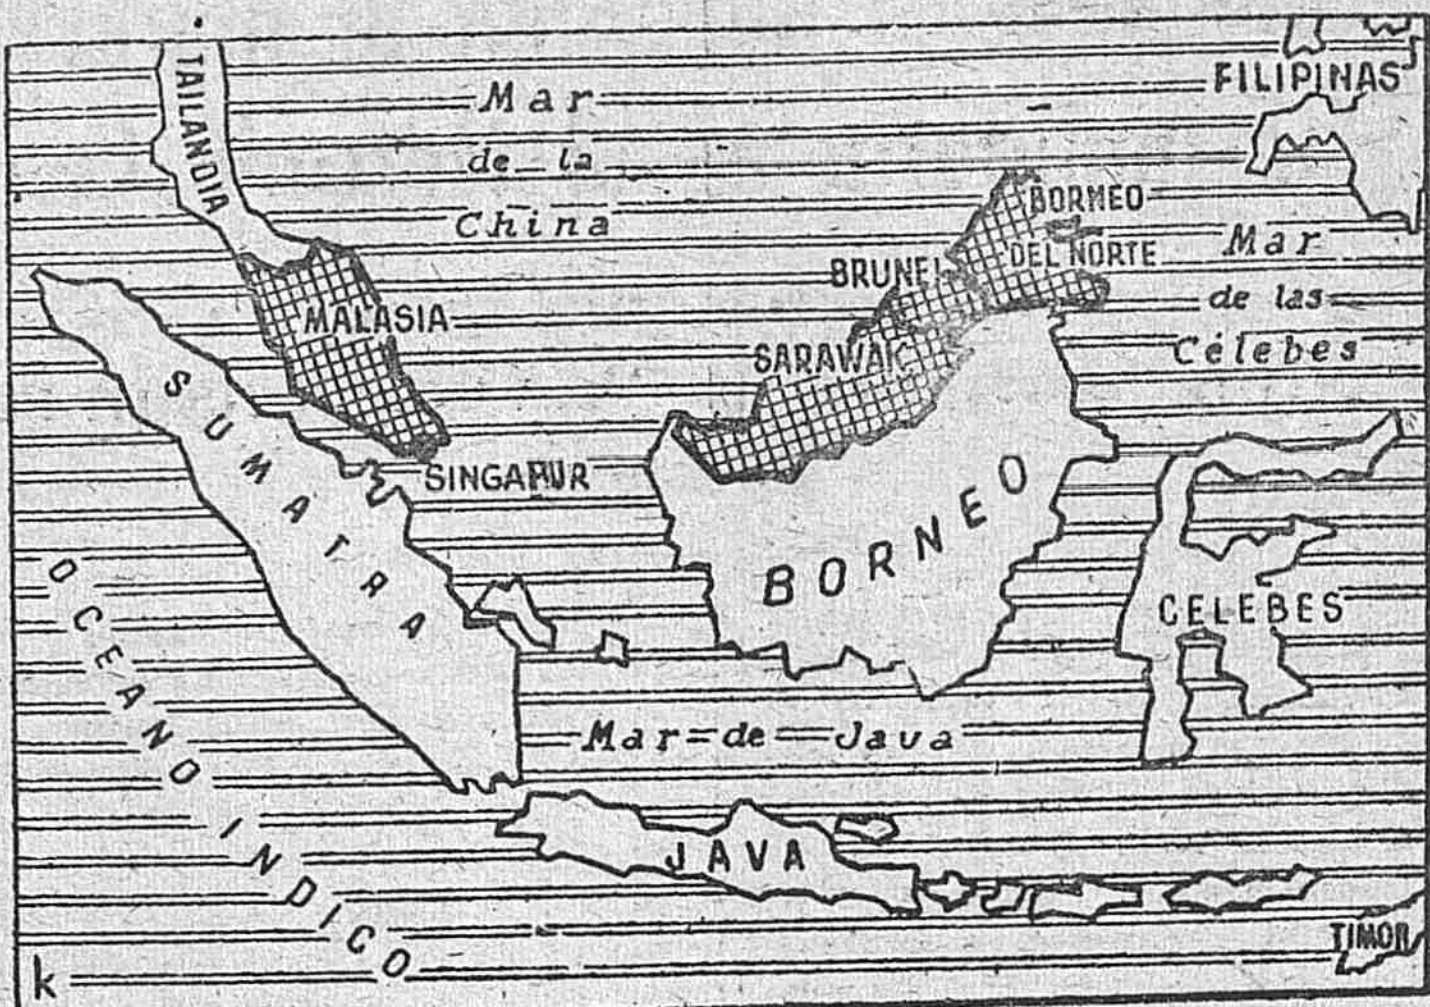 TAILANDIA
Mar
de la
China
FILIPINAS
BORNEO
DEL NORTE
Mar
de las
Célebes
BRUNEI
MALASIA
SARAWAK
SUMATRA
SINGAPUR
BORNEO
CELEBES
OCEANO INDICO
Mar de Java
JAVA
TIMOR
k